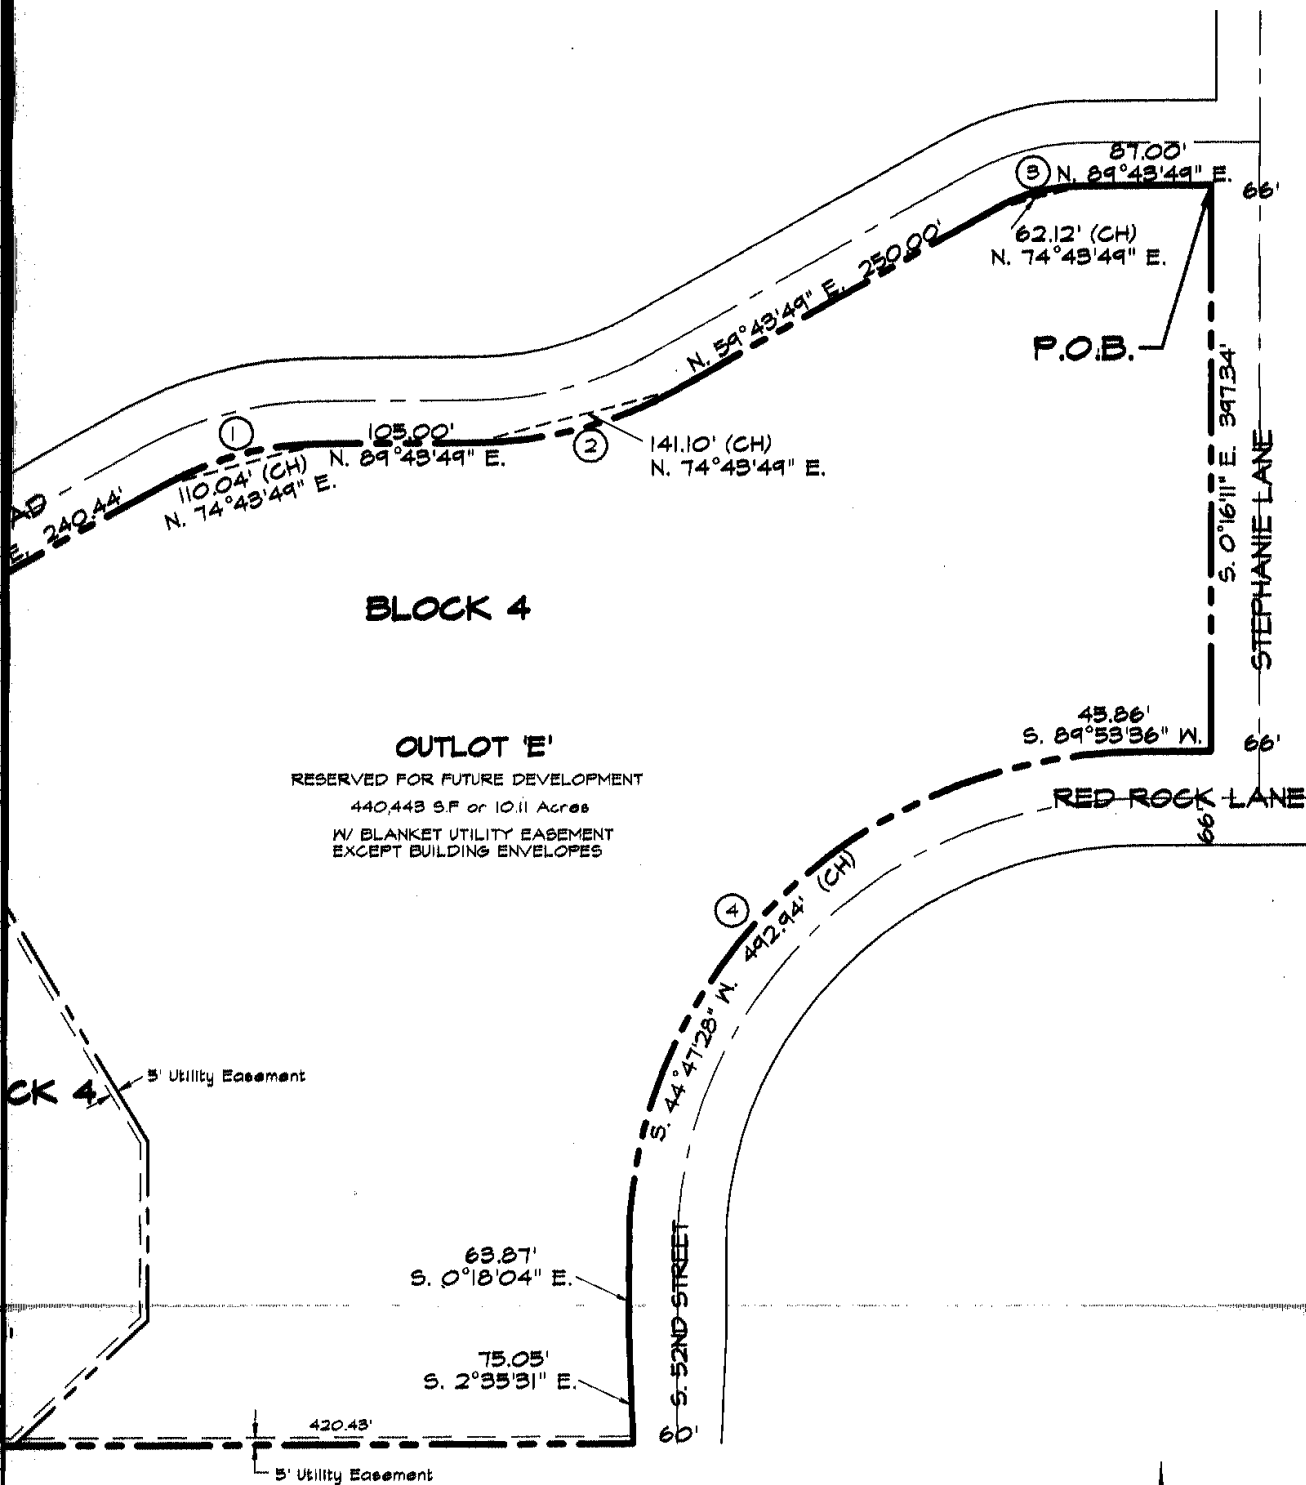 87.00'
3
N. 89°43'49" E.
66'
62.12' (CH)
N. 74°43'49" E.
N. 59°43'49" E. 250.00'
P.O.B.
S. 0°16'11" E. 397.34'
STEPHANIE LANE
1
105.00'
N. 89°43'49" E.
2
141.10' (CH)
N. 74°43'49" E.
110.04' (CH)
N. 74°43'49" E.
AD
E. 240.44'
BLOCK 4
45.86'
S. 89°53'36" W.
66'
OUTLOT 'E'
RESERVED FOR FUTURE DEVELOPMENT
440,443 S.F or 10.11 Acres
W/ BLANKET UTILITY EASEMENT
EXCEPT BUILDING ENVELOPES
RED ROCK LANE
66'
4
S. 44°47'28" W. 492.94' (CH)
CK 4
5' Utility Easement
63.87'
S. 0°18'04" E.
S. 52ND STREET
75.05'
S. 2°35'31" E.
420.43'
60'
5' Utility Easement